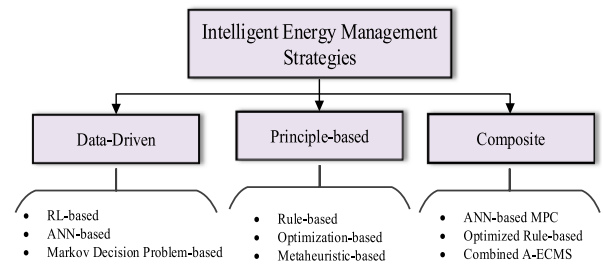 Intelligent Energy Management
Strategies
Data-Driven
Principle-based
Composite
• RL-based
• ANN-based
• Markov Decision Problem-based
• Rule-based
• Optimization-based
• Metaheuristic-based
• ANN-based MPC
• Optimized Rule-based
• Combined A-ECMS